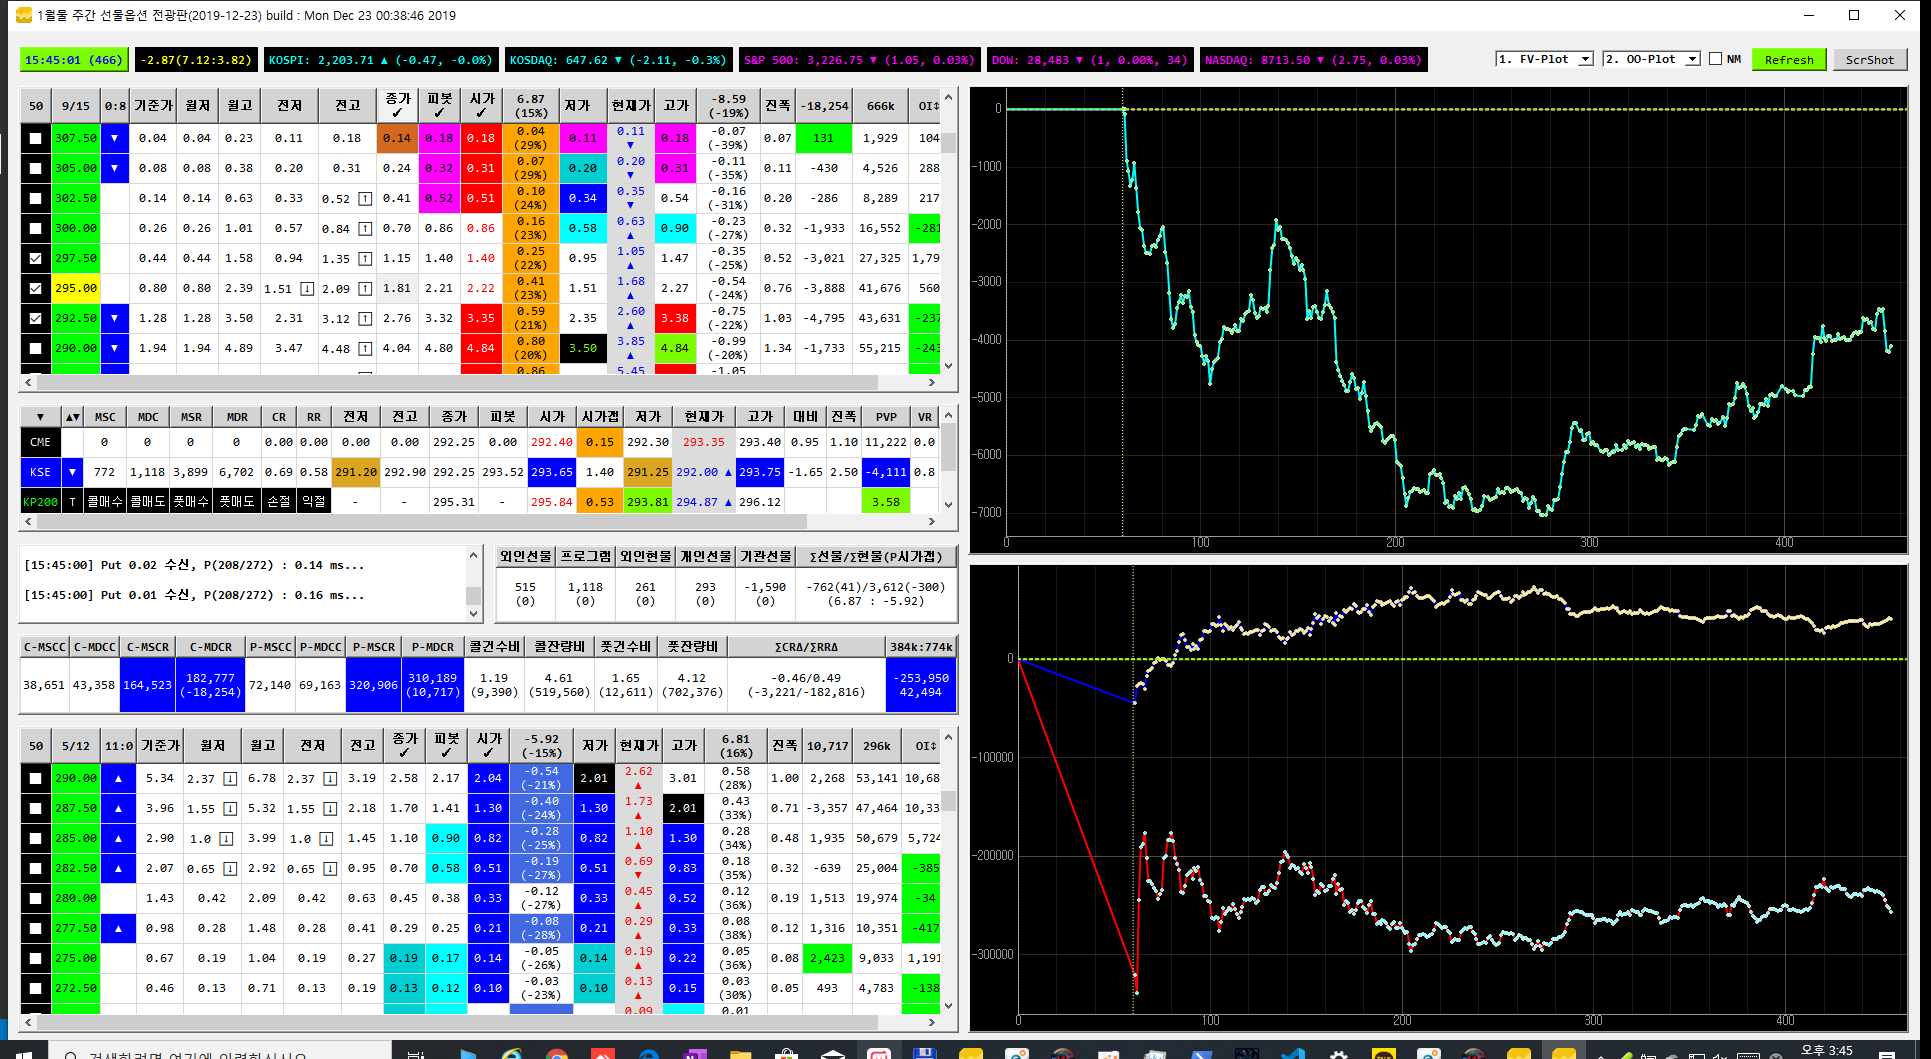 1월물 주간 선물옵션 전광판(2019-12-23) build : Mon Dec 23 00:38:46 2019
15:45:01 (466) -2.87(7.12:3.82) KOSPI: 2,203.71 ▲ (-0.47, -0.0%) KOSDAQ: 647.62 ▼ (-2.11, -0.3%) S&P 500: 3,226.75 ▼ (1.05, 0.03%) DOW: 28,483 ▼ (1, 0.00%, 34) NASDAQ: 8713.50 ▼ (2.75, 0.03%) 1. FV-Plot 2. OO-Plot NM Refresh ScrShot
50 9/15 0:8 기준가 월저 월고 전저 전고 종가✓ 피봇✓ 시가✓ 6.87 (15%) 저가 현재가 고가 -8.59 (-19%) 진폭 -18,254 666k OI↕
307.50 ▼ 0.04 0.04 0.23 0.11 0.18 0.14 0.18 0.18 0.04 (29%) 0.11 0.11 ▼ 0.18 -0.07 (-39%) 0.07 131 1,929 104
305.00 ▼ 0.08 0.08 0.38 0.20 0.31 0.24 0.32 0.31 0.07 (29%) 0.20 0.20 ▼ 0.31 -0.11 (-35%) 0.11 -430 4,526 288
302.50 0.14 0.14 0.63 0.33 0.52 ↑ 0.41 0.52 0.51 0.10 (24%) 0.34 0.35 ▼ 0.54 -0.16 (-31%) 0.20 -286 8,289 217
300.00 0.26 0.26 1.01 0.57 0.84 ↑ 0.70 0.86 0.86 0.16 (23%) 0.58 0.63 ▲ 0.90 -0.23 (-27%) 0.32 -1,933 16,552 -281
297.50 0.44 0.44 1.58 0.94 1.35 ↑ 1.15 1.40 1.40 0.25 (22%) 0.95 1.05 ▲ 1.47 -0.35 (-25%) 0.52 -3,021 27,325 1,79
295.00 0.80 0.80 2.39 1.51 ↓ 2.09 ↑ 1.81 2.21 2.22 0.41 (23%) 1.51 1.68 ▲ 2.27 -0.54 (-24%) 0.76 -3,888 41,676 560
292.50 ▼ 1.28 1.28 3.50 2.31 3.12 ↑ 2.76 3.32 3.35 0.59 (21%) 2.35 2.60 ▲ 3.38 -0.75 (-22%) 1.03 -4,795 43,631 -237
290.00 ▼ 1.94 1.94 4.89 3.47 4.48 ↑ 4.04 4.80 4.84 0.80 (20%) 3.50 3.85 ▲ 4.84 -0.99 (-20%) 1.34 -1,733 55,215 -243
0.86 5.45 -1.05
▼ ▲▼ MSC MDC MSR MDR CR RR 전저 전고 종가 피봇 시가 시가갭 저가 현재가 고가 대비 진폭 PVP VR
CME 0 0 0 0 0.00 0.00 0.00 0.00 292.25 0.00 292.40 0.15 292.30 293.35 293.40 0.95 1.10 11,222 0.0
KSE ▼ 772 1,118 3,899 6,702 0.69 0.58 291.20 292.90 292.25 293.52 293.65 1.40 291.25 292.00 ▲ 293.75 -1.65 2.50 -4,111 0.8
KP200 T 콜매수 콜매도 풋매수 풋매도 손절 익절 - - 295.31 - 295.84 0.53 293.81 294.87 ▲ 296.12 3.58
[15:45:00] Put 0.02 수신, P(208/272) : 0.14 ms...
[15:45:00] Put 0.01 수신, P(208/272) : 0.16 ms...
외인선물 프로그램 외인현물 개인선물 기관선물 Σ선물/Σ현물(P시가갭)
515 1,118 261 293 -1,590 -762(41)/3,612(-300)
(0) (0) (0) (0) (0) (6.87 : -5.92)
C-MSCC C-MDCC C-MSCR C-MDCR P-MSCC P-MDCC P-MSCR P-MDCR 콜건수비 콜잔량비 풋건수비 풋잔량비 ΣCRΔ/ΣRRΔ 384k:774k
38,651 43,358 164,523 182,777 (-18,254) 72,140 69,163 320,906 310,189 (10,717) 1.19 (9,390) 4.61 (519,560) 1.65 (12,611) 4.12 (702,376) -0.46/0.49 (-3,221/-182,816) -253,950 42,494
50 5/12 11:0 기준가 월저 월고 전저 전고 종가✓ 피봇✓ 시가✓ -5.92 (-15%) 저가 현재가 고가 6.81 (16%) 진폭 10,717 296k OI↕
290.00 ▲ 5.34 2.37 ↓ 6.78 2.37 ↓ 3.19 2.58 2.17 2.04 -0.54 (-21%) 2.01 2.62 ▲ 3.01 0.58 (28%) 1.00 2,268 53,141 10,68
287.50 ▲ 3.96 1.55 ↓ 5.32 1.55 ↓ 2.18 1.70 1.41 1.30 -0.40 (-24%) 1.30 1.73 ▲ 2.01 0.43 (33%) 0.71 -3,357 47,464 10,33
285.00 ▲ 2.90 1.0 ↓ 3.99 1.0 ↓ 1.45 1.10 0.90 0.82 -0.28 (-25%) 0.82 1.10 ▲ 1.30 0.28 (34%) 0.48 1,935 50,679 5,724
282.50 ▲ 2.07 0.65 ↓ 2.92 0.65 ↓ 0.95 0.70 0.58 0.51 -0.19 (-27%) 0.51 0.69 ▼ 0.83 0.18 (35%) 0.32 -639 25,004 -385
280.00 1.43 0.42 2.09 0.42 0.63 0.45 0.38 0.33 -0.12 (-27%) 0.33 0.45 ▲ 0.52 0.12 (36%) 0.19 1,513 19,974 -34
277.50 ▲ 0.98 0.28 1.48 0.28 0.41 0.29 0.25 0.21 -0.08 (-28%) 0.21 0.29 ▲ 0.33 0.08 (38%) 0.12 1,316 10,351 -417
275.00 0.67 0.19 1.04 0.19 0.27 0.19 0.17 0.14 -0.05 (-26%) 0.14 0.19 ▲ 0.22 0.05 (36%) 0.08 2,423 9,033 1,191
272.50 0.46 0.13 0.71 0.13 0.19 0.13 0.12 0.10 -0.03 (-23%) 0.10 0.13 ▲ 0.15 0.03 (30%) 0.05 493 4,783 -138
0.09 0.01
0
-1000
-2000
-3000
-4000
-5000
-6000
-7000
0 100 200 300 400
0
-100000
-200000
-300000
0 100 200 300 400
검색하려면 여기에 입력하십시오.
오후 3:45